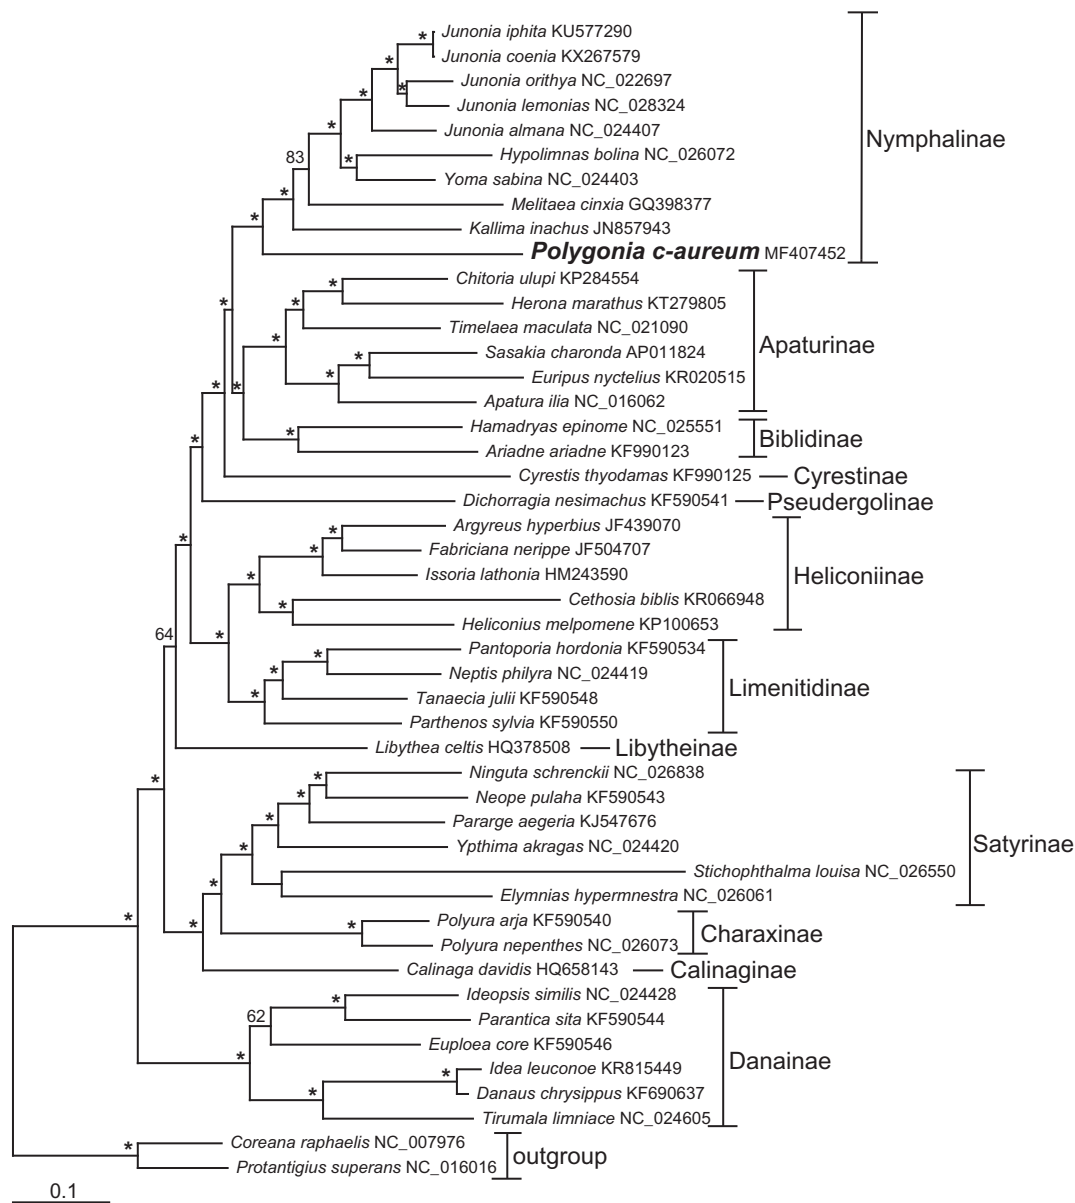 * Junonia iphita KU577290
* Junonia coenia KX267579
* Junonia orithya NC_022697
* Junonia lemonias NC_028324
* Junonia almana NC_024407
Nymphalinae
* Hypolimnas bolina NC_026072
83
Yoma sabina NC_024403
* Melitaea cinxia GQ398377
* Kallima inachus JN857943
Polygonia c-aureum MF407452
* Chitoria ulupi KP284554
* Herona marathus KT279805
* Timelaea maculata NC_021090
Apaturinae
* Sasakia charonda AP011824
* Euripus nyctelius KR020515
* * Apatura ilia NC_016062
* Hamadryas epinome NC_025551
Biblidinae
* Ariadne ariadne KF990123
Cyrestis thyodamas KF990125 Cyrestinae
Dichorragia nesimachus KF590541 Pseudergolinae
* Argyreus hyperbius JF439070
* * Fabriciana nerippe JF504707
* Issoria lathonia HM243590
Heliconiinae
* Cethosia biblis KR066948
* Heliconius melpomene KP100653
64
* Pantoporia hordonia KF590534
* Neptis philyra NC_024419
Limenitidinae
* Tanaecia julii KF590548
Parthenos sylvia KF590550
Libythea celtis HQ378508 Libytheinae
* * Ninguta schrenckii NC_026838
* Neope pulaha KF590543
* Pararge aegeria KJ547676
* Ypthima akragas NC_024420
Satyrinae
Stichophthalma louisa NC_026550
* Elymnias hypermnestra NC_026061
* * * Polyura arja KF590540
Charaxinae
Polyura nepenthes NC_026073
Calinaga davidis HQ658143 Calinaginae
* Ideopsis similis NC_024428
62
Parantica sita KF590544
* Euploea core KF590546
Danainae
* Idea leuconoe KR815449
* Danaus chrysippus KF690637
Tirumala limniace NC_024605
* Coreana raphaelis NC_007976
outgroup
Protantigius superans NC_016016
0.1